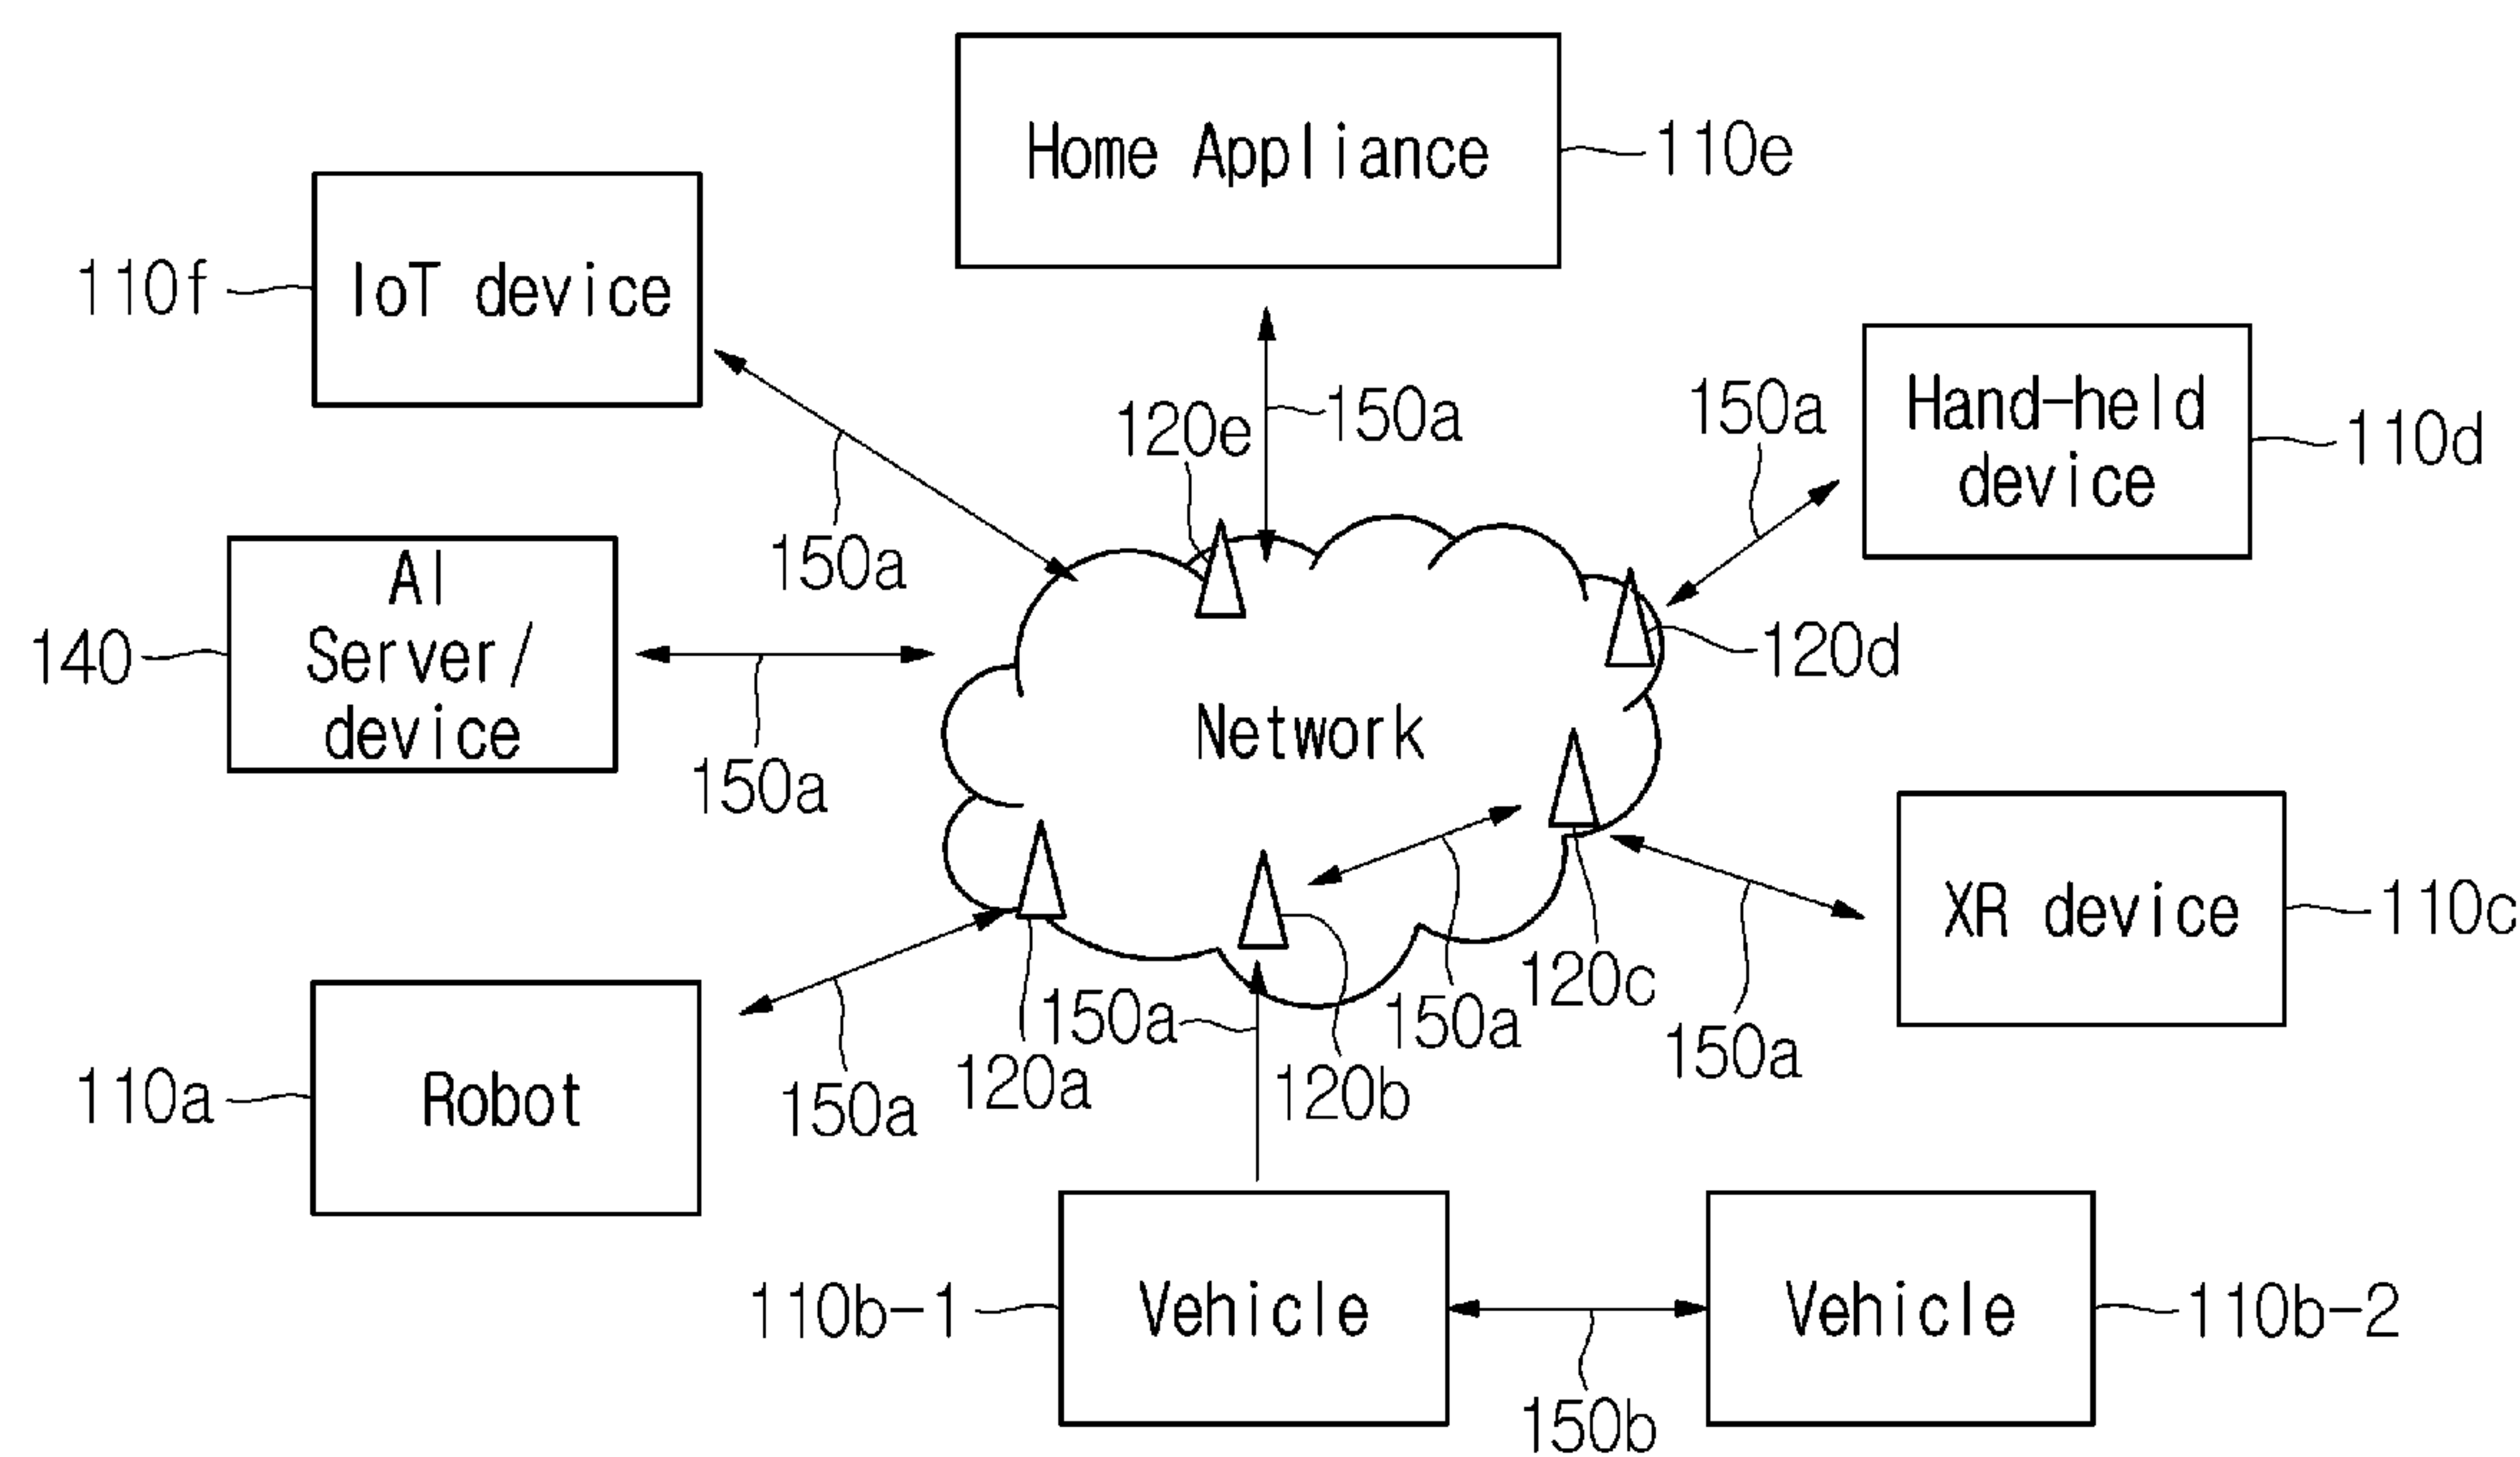 Home Appliance
110e
110f
IoT device
150a
Hand-held
device
110d
120e
150a
150a
AI
Server/
device
140
150a
120d
Network
150a
XR device
110c
120c
150a
150a
150a
120a
150a
120b
110a
Robot
110b-1
Vehicle
Vehicle
110b-2
150b